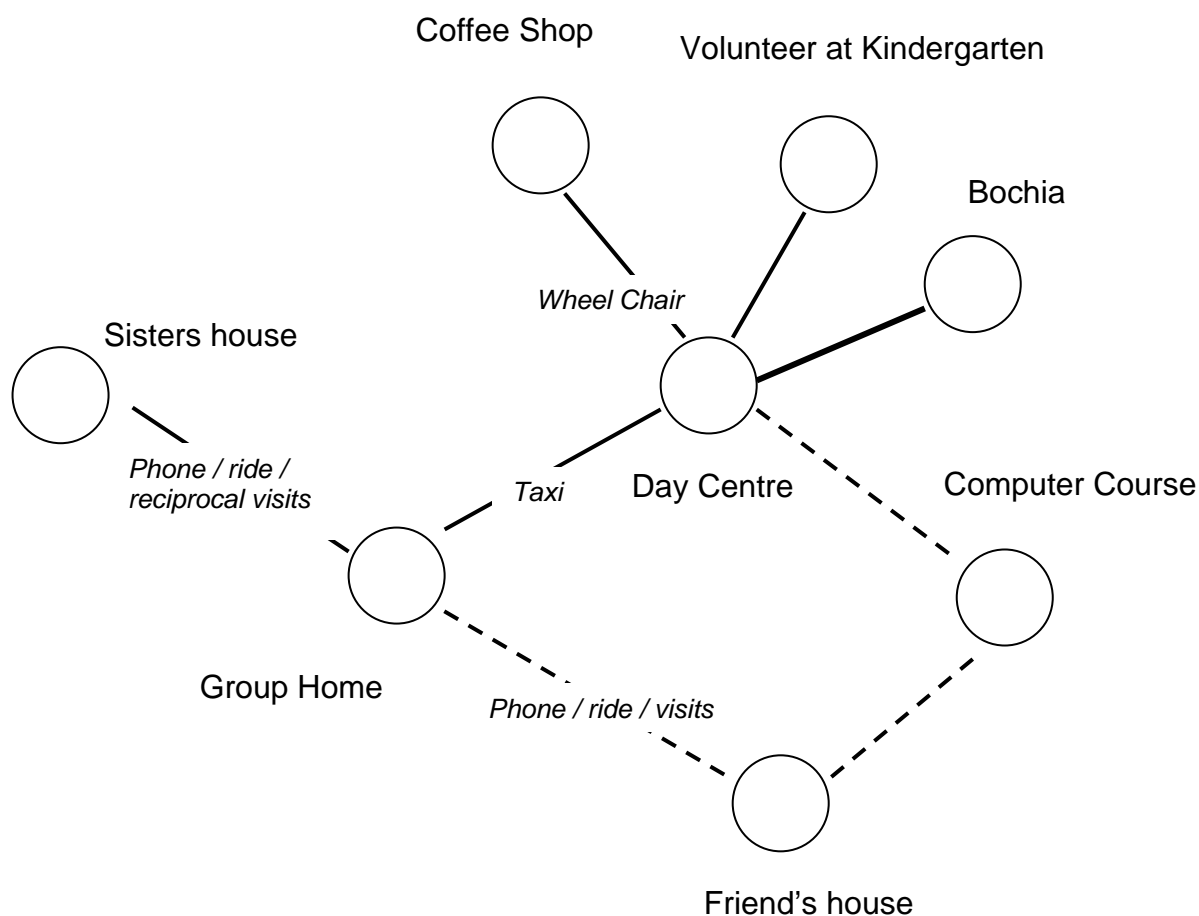 Coffee Shop
Volunteer at Kindergarten
Bochia
Wheel Chair
Sisters house
Phone / ride /
reciprocal visits
Taxi
Day Centre
Computer Course
Group Home
Phone / ride / visits
Friend's house